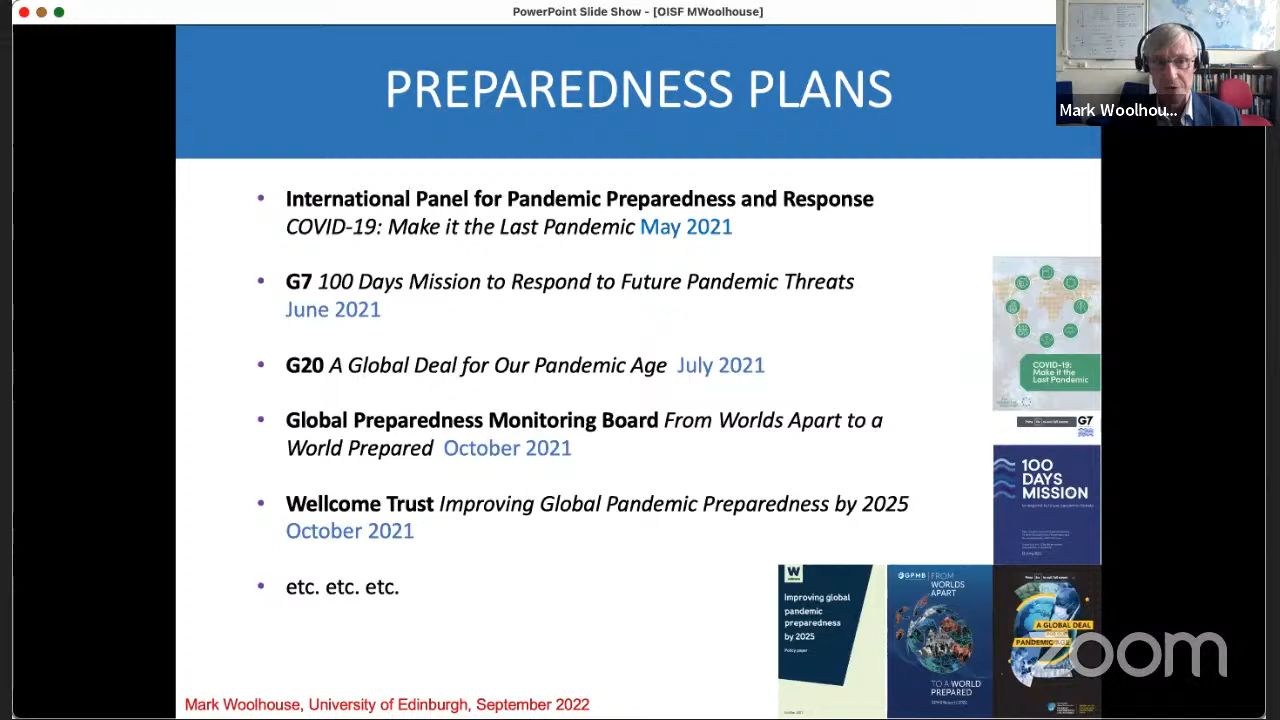 PowerPoint Slide Show - [OISF MWoolhouse]
Mark Woolhou...
PREPAREDNESS PLANS
• International Panel for Pandemic Preparedness and Response
COVID-19: Make it the Last Pandemic May 2021
• G7 100 Days Mission to Respond to Future Pandemic Threats
June 2021
• G20 A Global Deal for Our Pandemic Age July 2021
• Global Preparedness Monitoring Board From Worlds Apart to a
World Prepared October 2021
• Wellcome Trust Improving Global Pandemic Preparedness by 2025
October 2021
• etc. etc. etc.
COVID-19:
Make it the
Last Pandemic
G7
100
DAYS
MISSION
W
Improving global
pandemic
preparedness
by 2025
Policy paper
GPMB
FROM
WORLDS
APART
TO A WORLD
PREPARED
A GLOBAL DEAL
PANDEMIC AGE
zoom
Mark Woolhouse, University of Edinburgh, September 2022